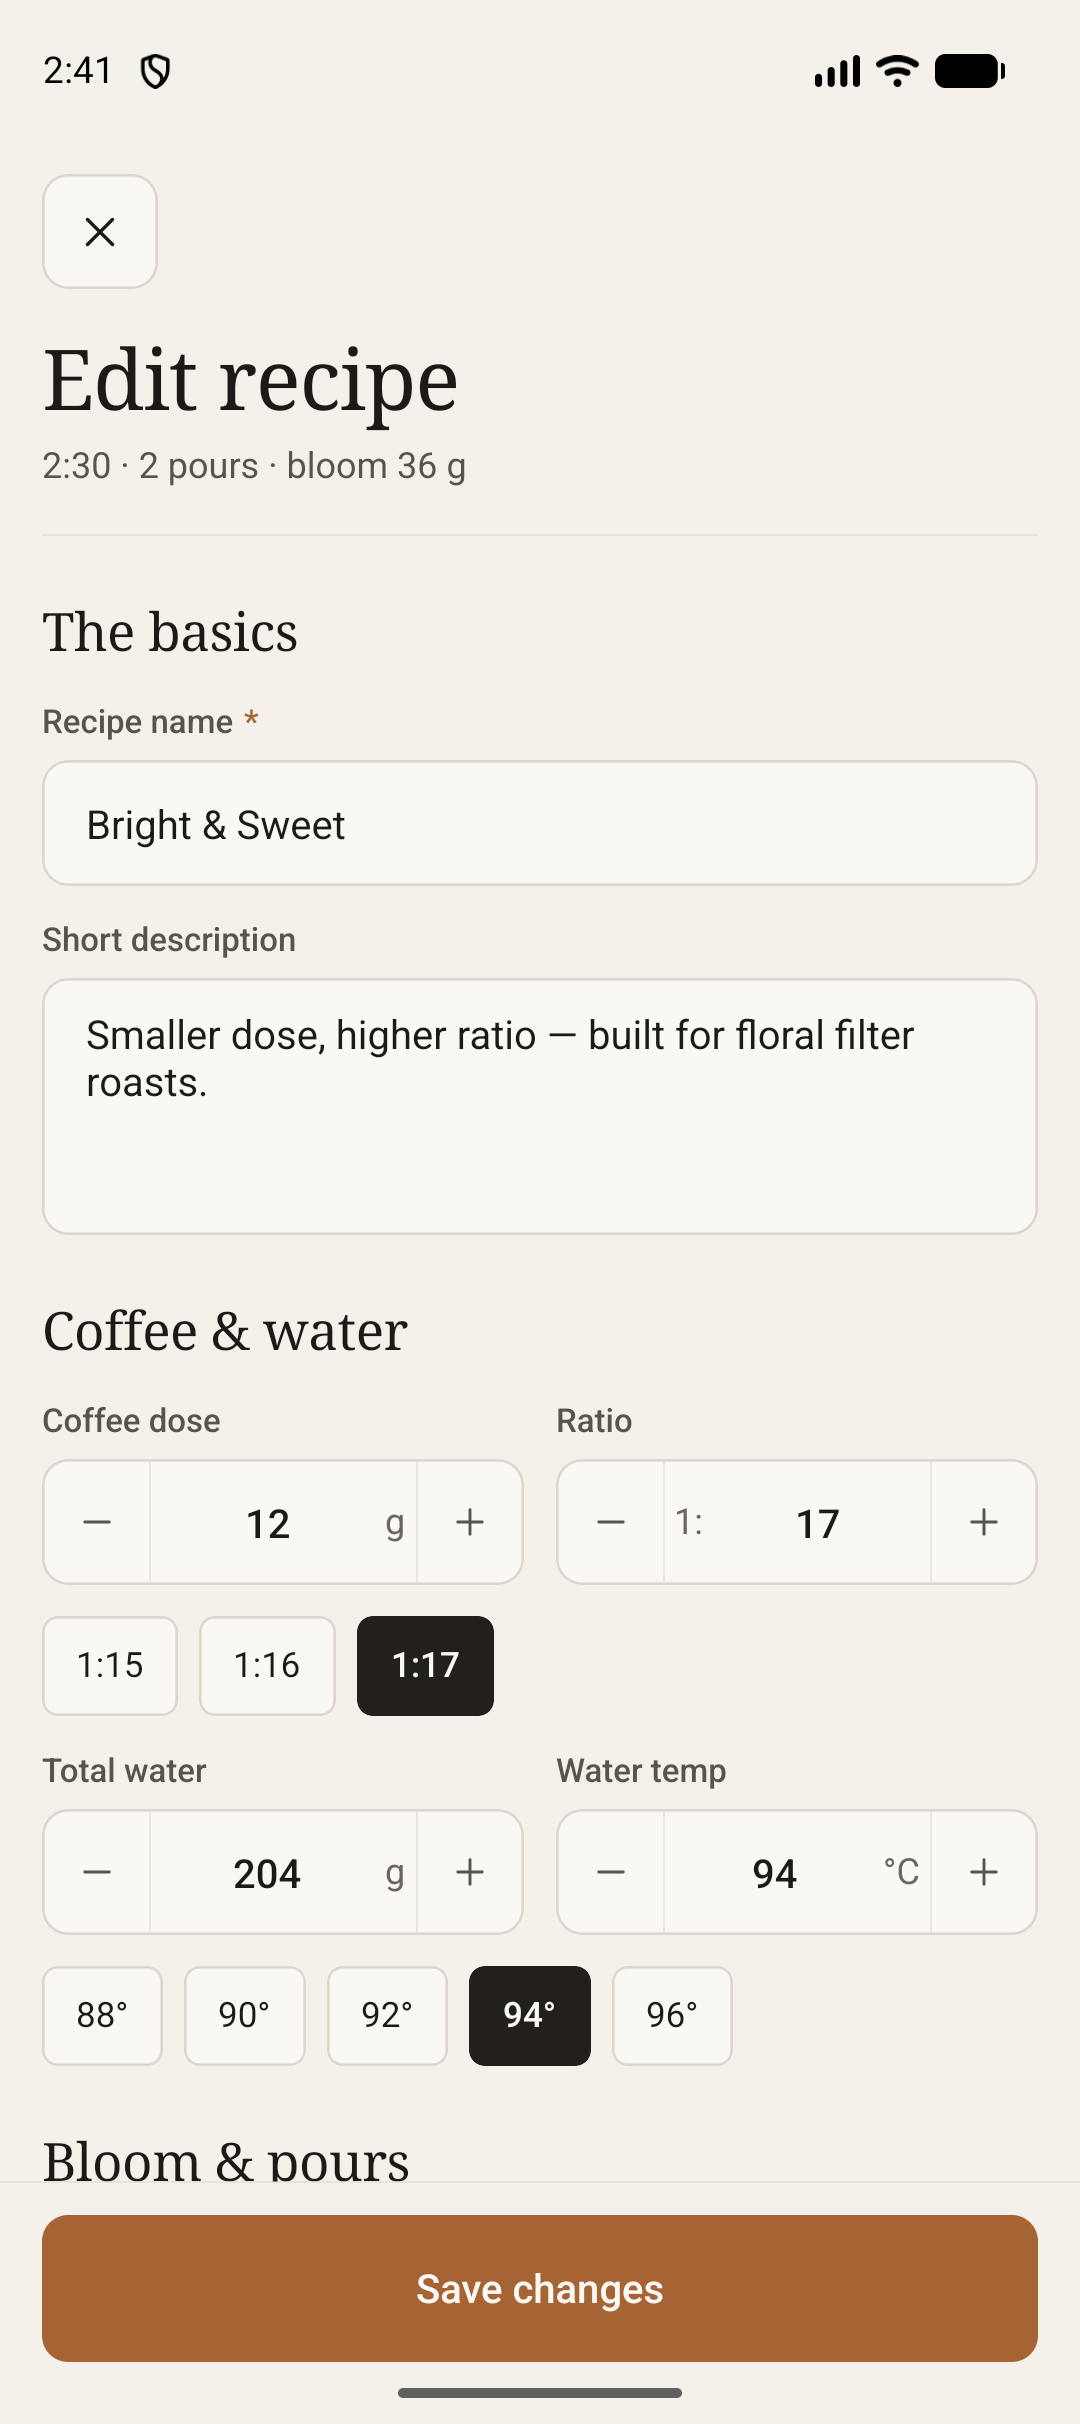 2:41
Edit recipe
2:30 · 2 pours · bloom 36 g
The basics
Recipe name *
Bright & Sweet
Short description
Smaller dose, higher ratio — built for floral filter
roasts.
Coffee & water
Coffee dose
Ratio
12 g
1: 17
1:15 1:16 1:17
Total water
Water temp
204 g
94 °C
88° 90° 92° 94° 96°
Bloom & pours
Save changes